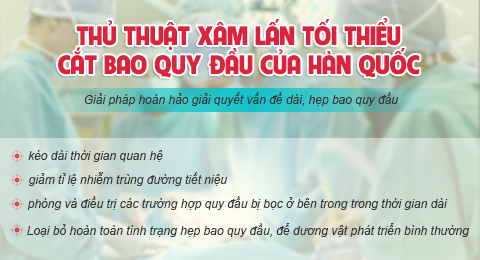 THỦ THUẬT XÂM LẤN TỐI THIỂU
CẮT BAO QUY ĐẦU CỦA HÀN QUỐC
Giải pháp hoàn hảo giải quyết vấn đề dài, hẹp bao quy đầu
kéo dài thời gian quan hệ
giảm tỉ lệ nhiễm trùng đường tiết niệu
phòng và điều trị các trường hợp quy đầu bị bọc ở bên trong trong thời gian dài
Loại bỏ hoàn toàn tình trạng hẹp bao quy đầu, để dương vật phát triển bình thường